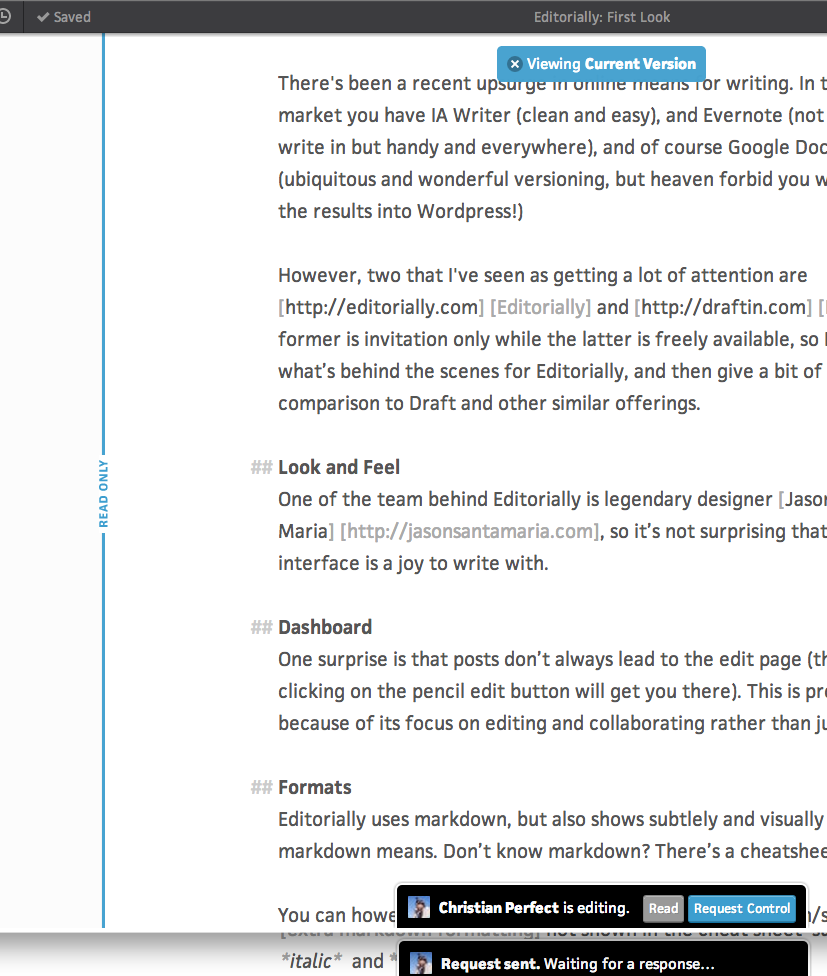 Saved
Editorially: First Look
Viewing Current Version
There's been a recent upsurge in online means for writing. In t
market you have IA Writer (clean and easy), and Evernote (not
write in but handy and everywhere), and of course Google Doc
(ubiquitous and wonderful versioning, but heaven forbid you w
the results into Wordpress!)
However, two that I've seen as getting a lot of attention are
[http://editorially.com] [Editorially] and [http://draftin.com] [
former is invitation only while the latter is freely available, so
what's behind the scenes for Editorially, and then give a bit of
comparison to Draft and other similar offerings.
READ ONLY
## Look and Feel
One of the team behind Editorially is legendary designer [Jason
Maria] [http://jasonsantamaria.com], so it's not surprising that
interface is a joy to write with.
## Dashboard
One surprise is that posts don't always lead to the edit page (th
clicking on the pencil edit button will get you there). This is pre
because of its focus on editing and collaborating rather than ju
## Formats
Editorially uses markdown, but also shows subtlely and visually
markdown means. Don't know markdown? There's a cheatshee
You can howe
Christian Perfect is editing.
Read
Request Control
[extra markdown formatting] not shown in the cheat sheet
*italic* and *
Request sent. Waiting for a response...